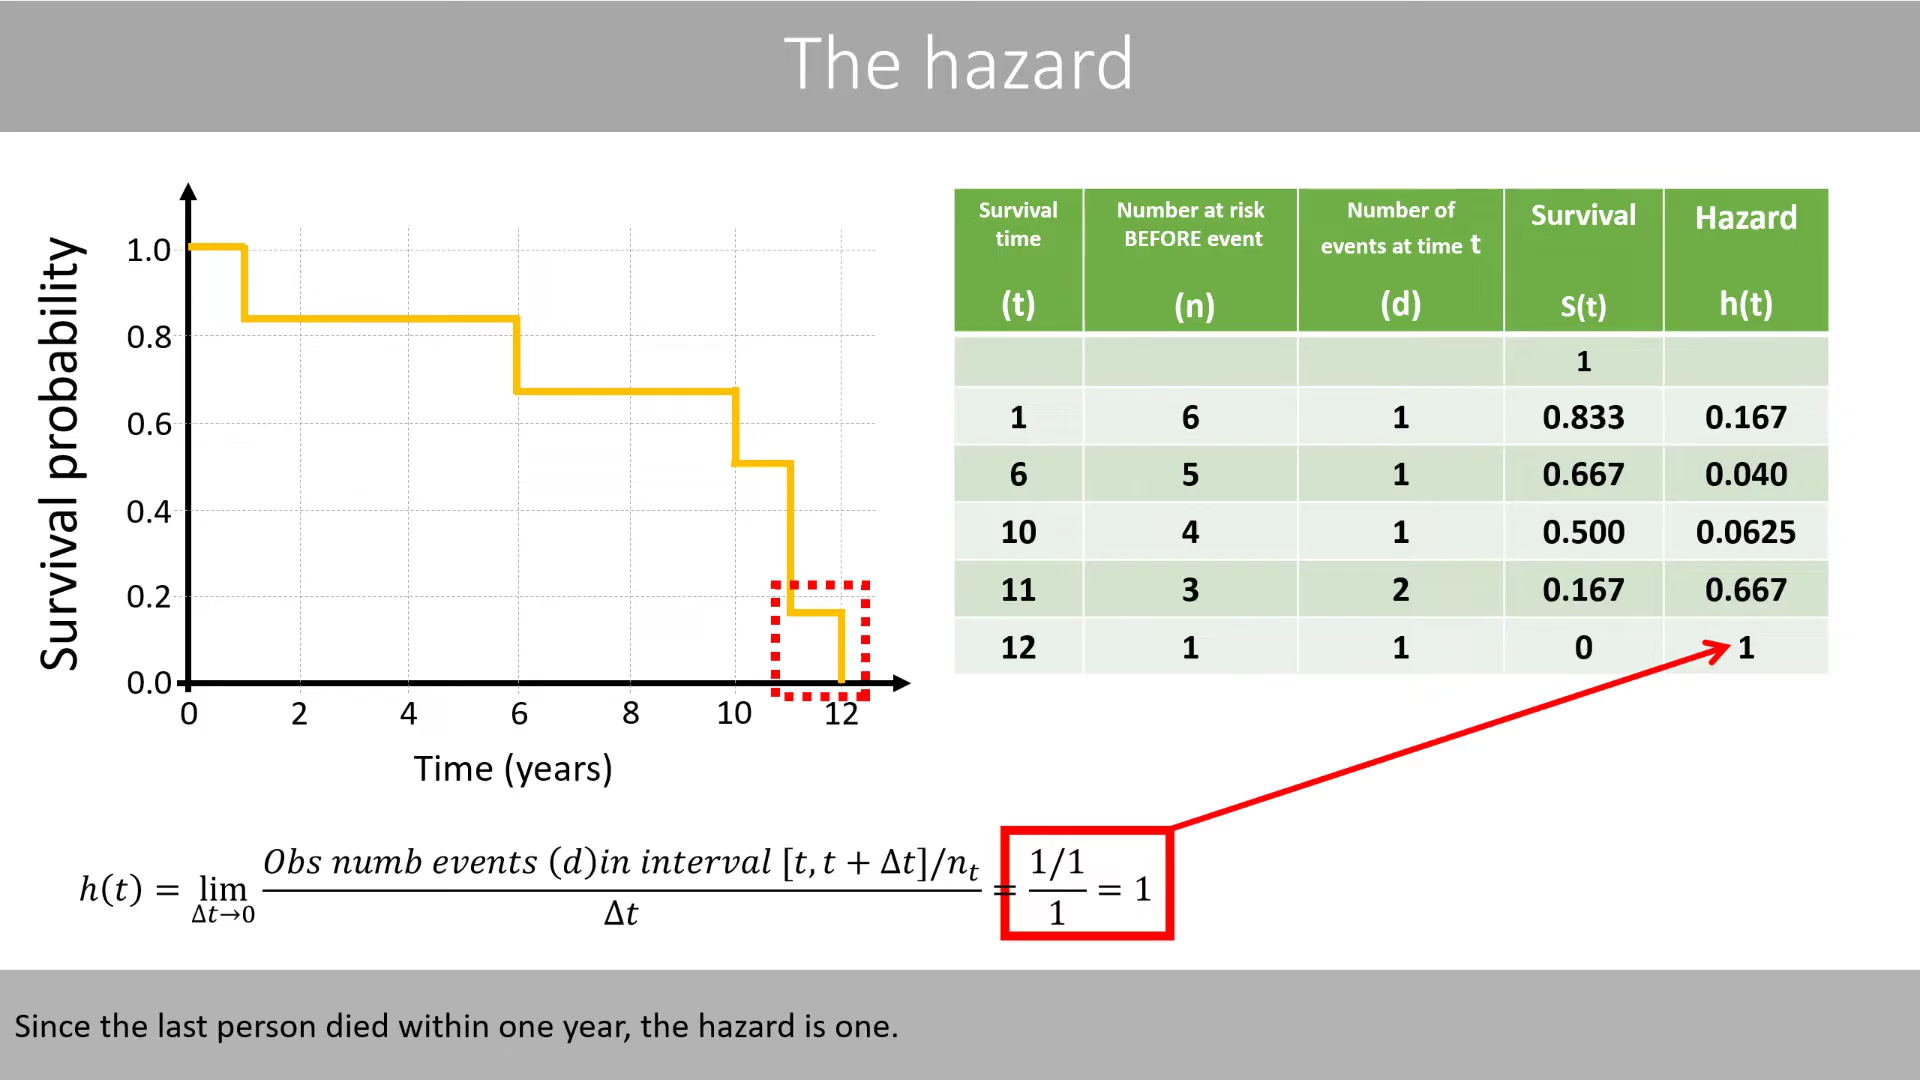 The hazard
Survival probability
1.0
0.8
0.6
0.4
0.2
0.0
0 2 4 6 8 10 12
Time (years)
Survival time (t) Number at risk BEFORE event (n) Number of events at time t (d) Survival S(t) Hazard h(t)
1
1 6 1 0.833 0.167
6 5 1 0.667 0.040
10 4 1 0.500 0.0625
11 3 2 0.167 0.667
12 1 1 0 1
h(t) = lim Δt→0 Obs numb events (d)in interval [t, t + Δt]/nₜ / Δt = 1/1 / 1 = 1
Since the last person died within one year, the hazard is one.